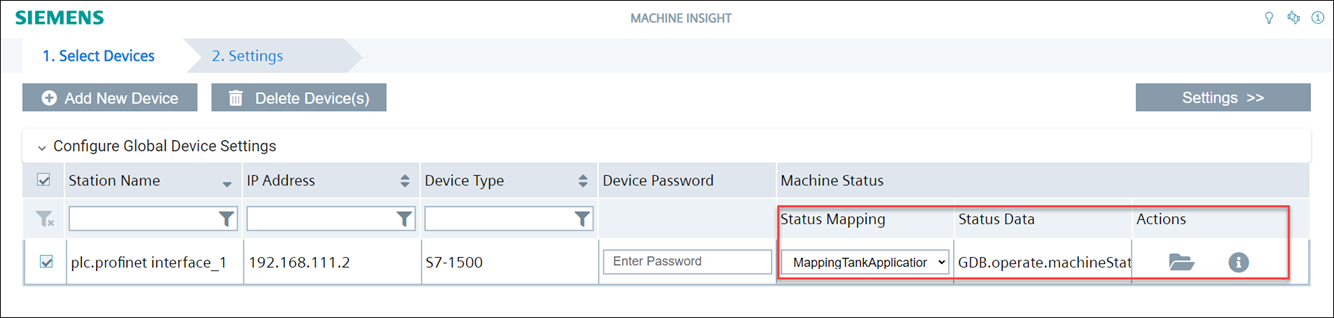 SIEMENS
MACHINE INSIGHT
1. Select Devices
2. Settings
Add New Device
Delete Device(s)
Settings >>
Configure Global Device Settings
Station Name
IP Address
Device Type
Device Password
Machine Status
Status Mapping
Status Data
Actions
plc.profinet interface_1
192.168.111.2
S7-1500
Enter Password
MappingTankApplication
GDB.operate.machineStat